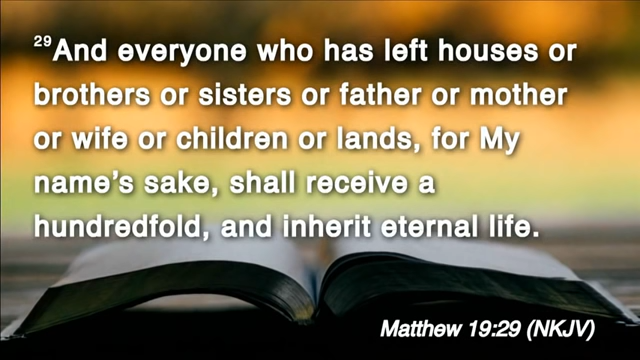 29And everyone who has left houses or
brothers or sisters or father or mother
or wife or children or lands, for My
name’s sake, shall receive a
hundredfold, and inherit eternal life.
Matthew 19:29 (NKJV)